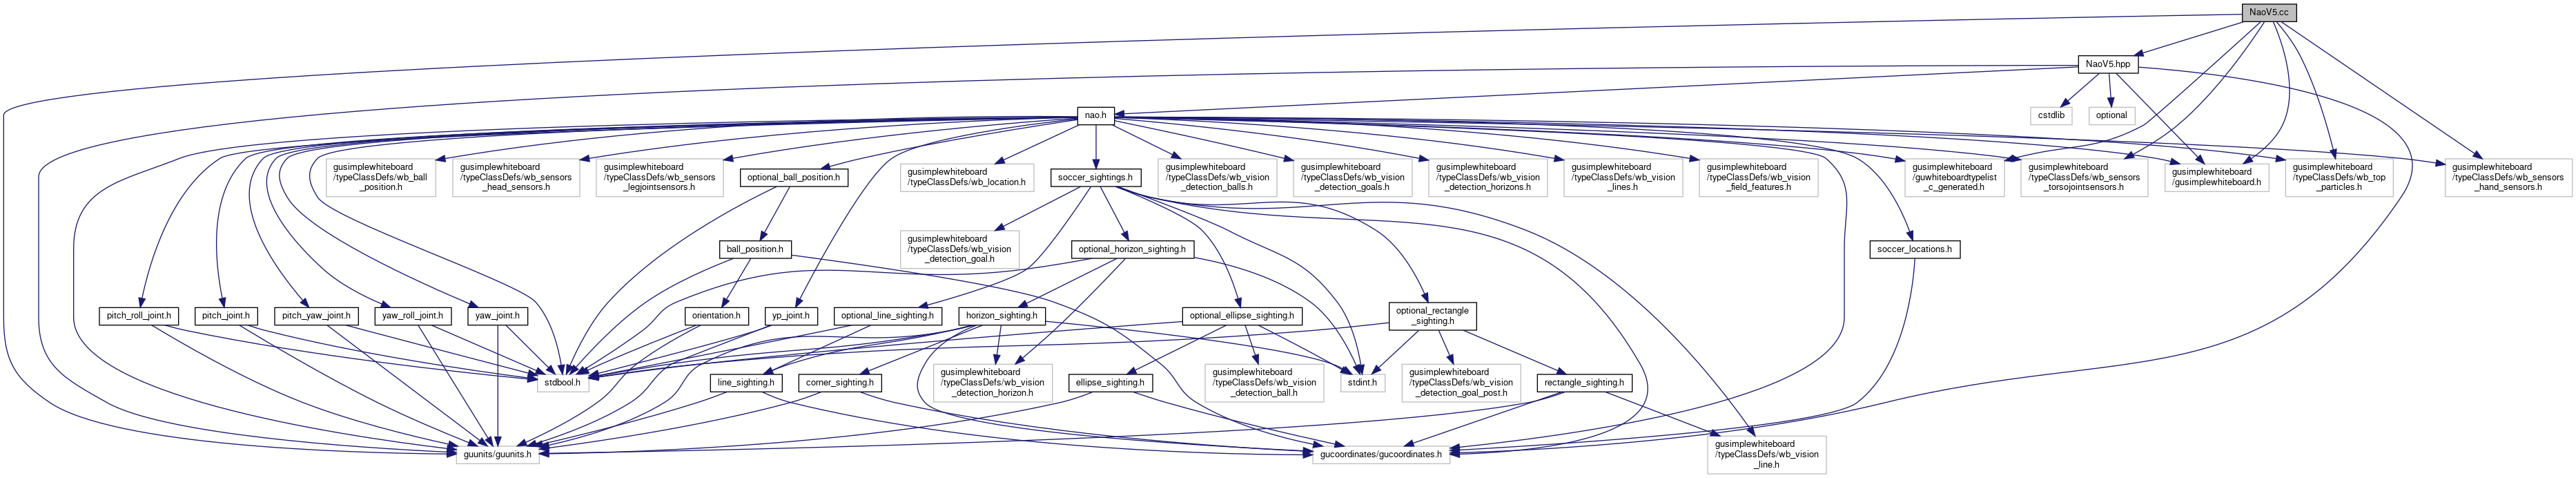 NaoV5.cc
NaoV5.hpp
nao.h
cstdlib
optional
gusimplewhiteboard
/typeClassDefs/wb_ball
_position.h
gusimplewhiteboard
/typeClassDefs/wb_sensors
_head_sensors.h
gusimplewhiteboard
/typeClassDefs/wb_sensors
_legjointsensors.h
optional_ball_position.h
gusimplewhiteboard
/typeClassDefs/wb_location.h
soccer_sightings.h
gusimplewhiteboard
/typeClassDefs/wb_vision
_detection_balls.h
gusimplewhiteboard
/typeClassDefs/wb_vision
_detection_goals.h
gusimplewhiteboard
/typeClassDefs/wb_vision
_detection_horizons.h
gusimplewhiteboard
/typeClassDefs/wb_vision
_lines.h
gusimplewhiteboard
/typeClassDefs/wb_vision
_field_features.h
gusimplewhiteboard
/guwhiteboardtypelist
_c_generated.h
gusimplewhiteboard
/typeClassDefs/wb_sensors
_torsojointsensors.h
gusimplewhiteboard
/gusimplewhiteboard.h
gusimplewhiteboard
/typeClassDefs/wb_top
_particles.h
gusimplewhiteboard
/typeClassDefs/wb_sensors
_hand_sensors.h
ball_position.h
gusimplewhiteboard
/typeClassDefs/wb_vision
_detection_goal.h
optional_horizon_sighting.h
soccer_locations.h
pitch_roll_joint.h
pitch_joint.h
pitch_yaw_joint.h
yaw_roll_joint.h
yaw_joint.h
orientation.h
yp_joint.h
optional_line_sighting.h
horizon_sighting.h
optional_ellipse_sighting.h
optional_rectangle
_sighting.h
stdbool.h
line_sighting.h
corner_sighting.h
gusimplewhiteboard
/typeClassDefs/wb_vision
_detection_horizon.h
ellipse_sighting.h
gusimplewhiteboard
/typeClassDefs/wb_vision
_detection_ball.h
stdint.h
gusimplewhiteboard
/typeClassDefs/wb_vision
_detection_goal_post.h
rectangle_sighting.h
guunits/guunits.h
gucoordinates/gucoordinates.h
gusimplewhiteboard
/typeClassDefs/wb_vision
_line.h